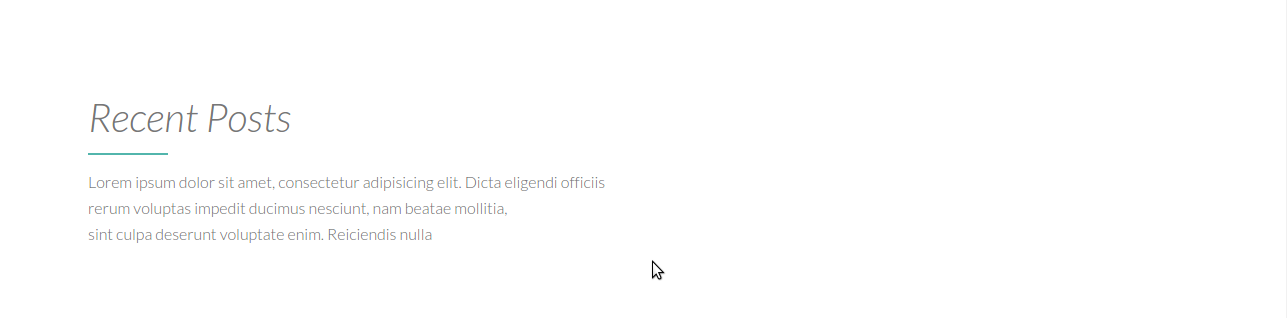 Recent Posts
Lorem ipsum dolor sit amet, consectetur adipisicing elit. Dicta eligendi officiis
rerum voluptas impedit ducimus nesciunt, nam beatae mollitia,
sint culpa deserunt voluptate enim. Reiciendis nulla